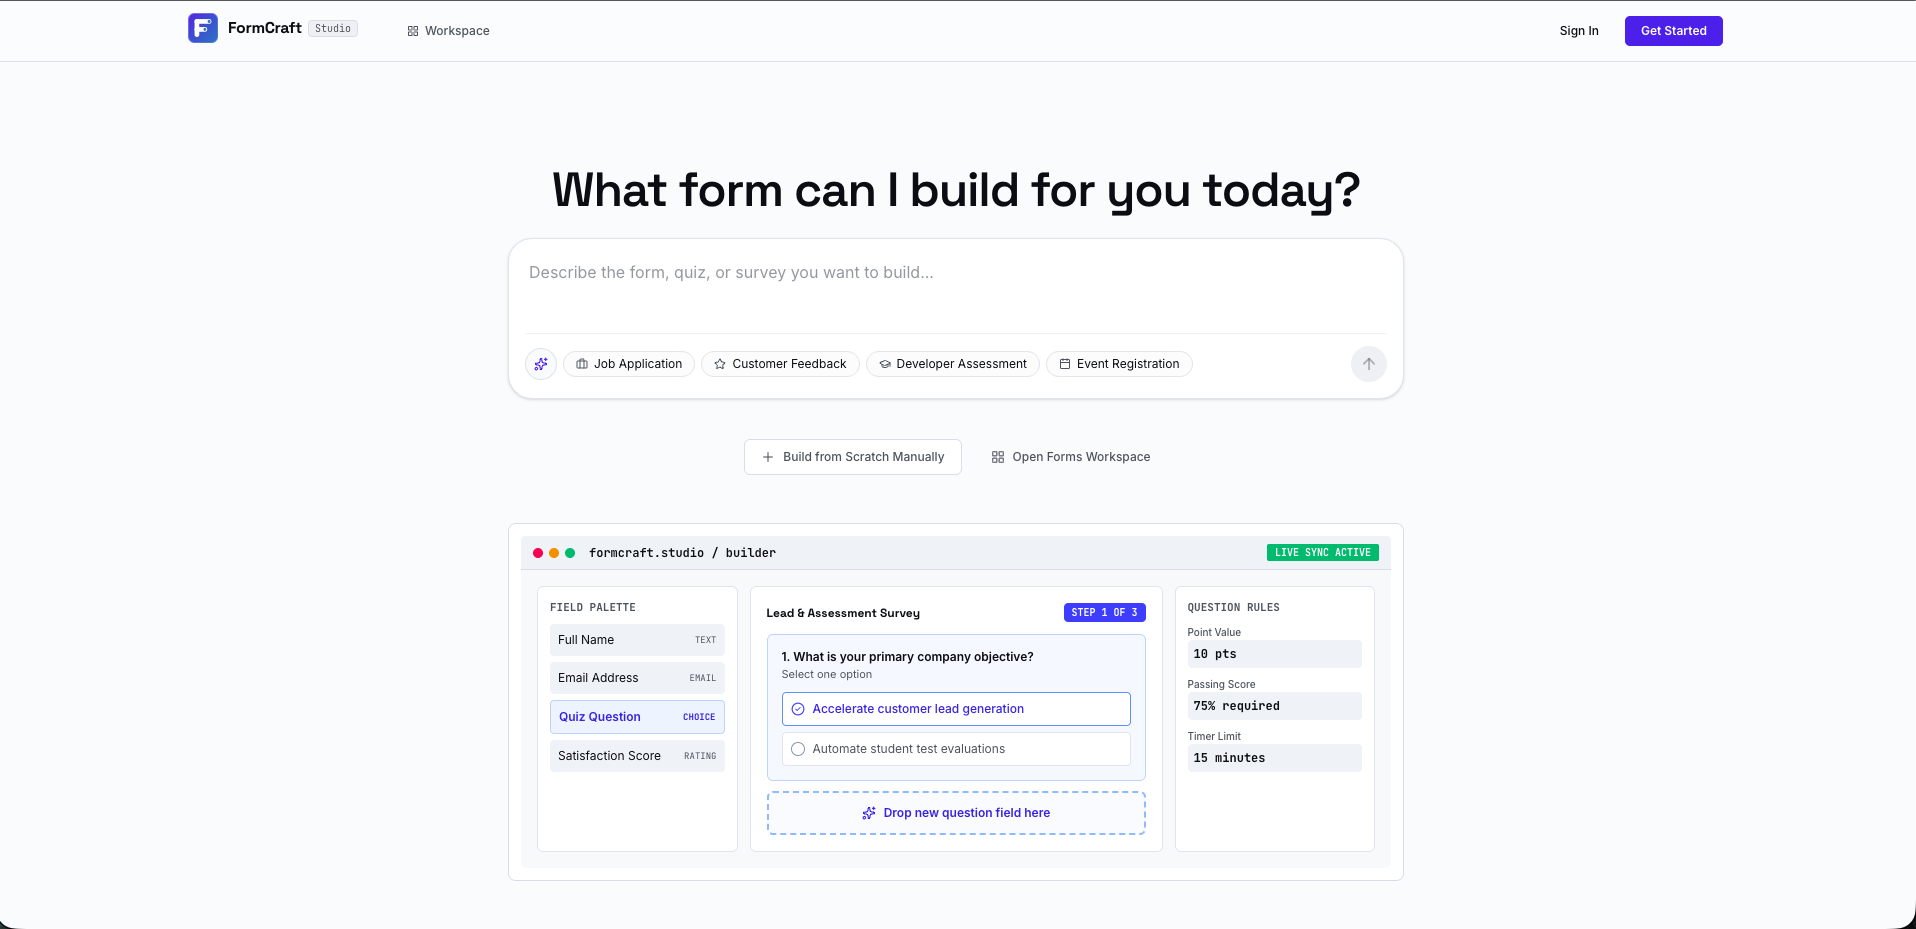 FormCraft Studio Workspace Sign In Get Started
What form can I build for you today?
Describe the form, quiz, or survey you want to build...
Job Application Customer Feedback Developer Assessment Event Registration
Build from Scratch Manually Open Forms Workspace
formcraft.studio / builder LIVE SYNC ACTIVE
FIELD PALETTE
Full Name TEXT
Email Address EMAIL
Quiz Question CHOICE
Satisfaction Score RATING
Lead & Assessment Survey STEP 1 OF 3
1. What is your primary company objective?
Select one option
Accelerate customer lead generation
Automate student test evaluations
Drop new question field here
QUESTION RULES
Point Value
10 pts
Passing Score
75% required
Timer Limit
15 minutes